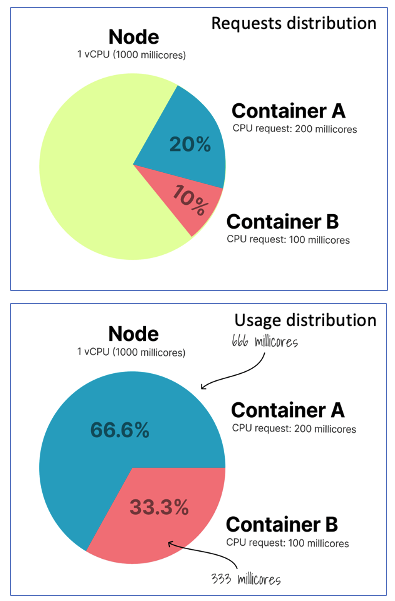 Requests distribution
Node
1 vCPU (1000 millicores)
Container A
CPU request: 200 millicores
20%
10%
Container B
CPU request: 100 millicores
Usage distribution
Node
1 vCPU (1000 millicores)
666 millicores
Container A
CPU request: 200 millicores
66.6%
33.3%
Container B
CPU request: 100 millicores
333 millicores